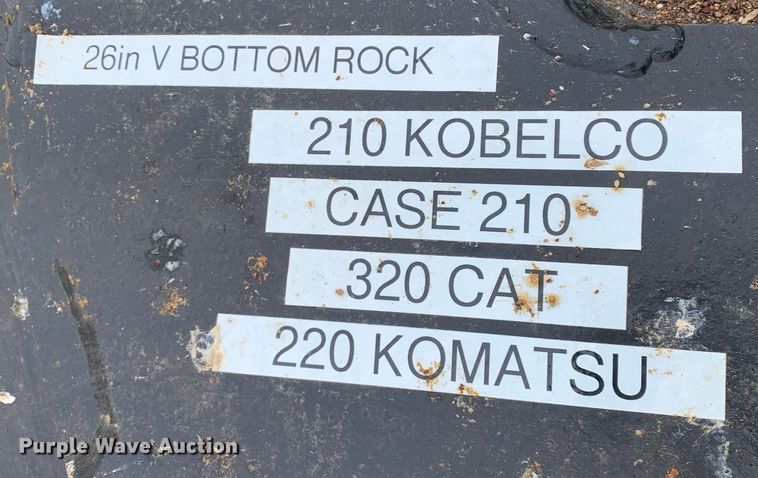 26in V BOTTOM ROCK
210 KOBELCO
CASE 210
320 CAT
220 KOMATSU
Purple Wave Auction